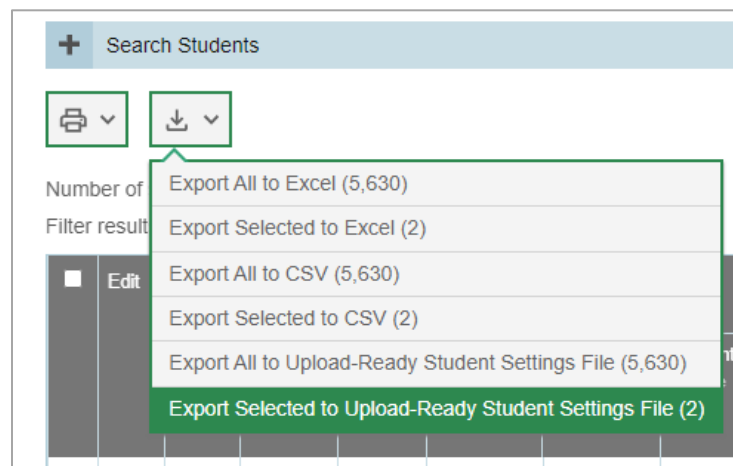 Search Students
Export All to Excel (5,630)
Number of
Export Selected to Excel (2)
Filter result
Export All to CSV (5,630)
Edit
Export Selected to CSV (2)
Export All to Upload-Ready Student Settings File (5,630)
Export Selected to Upload-Ready Student Settings File (2)